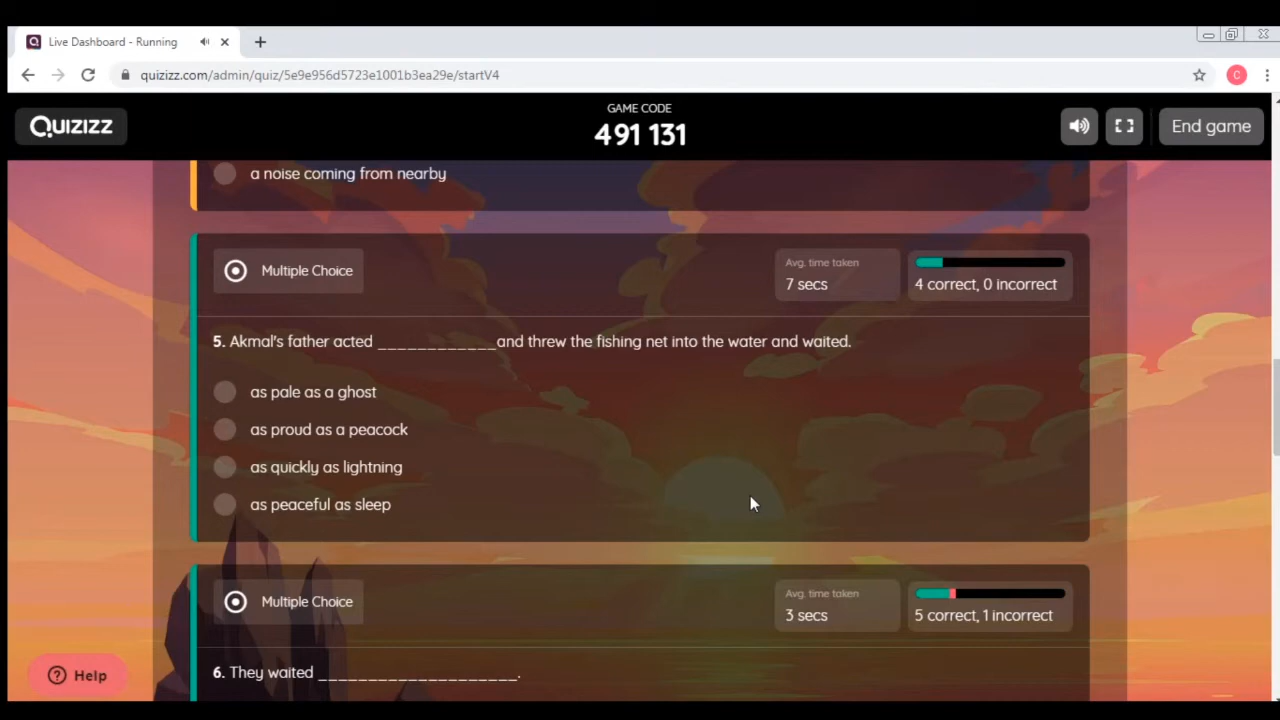 Live Dashboard - Running
quizizz.com/admin/quiz/5e9e956d5723e1001b3ea29e/startV4
C
QUIZIZZ
GAME CODE
491 131
End game
a noise coming from nearby
Multiple Choice
Avg. time taken
7 secs
4 correct, 0 incorrect
5. Akmal's father acted ____________and threw the fishing net into the water and waited.
as pale as a ghost
as proud as a peacock
as quickly as lightning
as peaceful as sleep
Multiple Choice
Avg. time taken
3 secs
5 correct, 1 incorrect
6. They waited ____________________.
Help